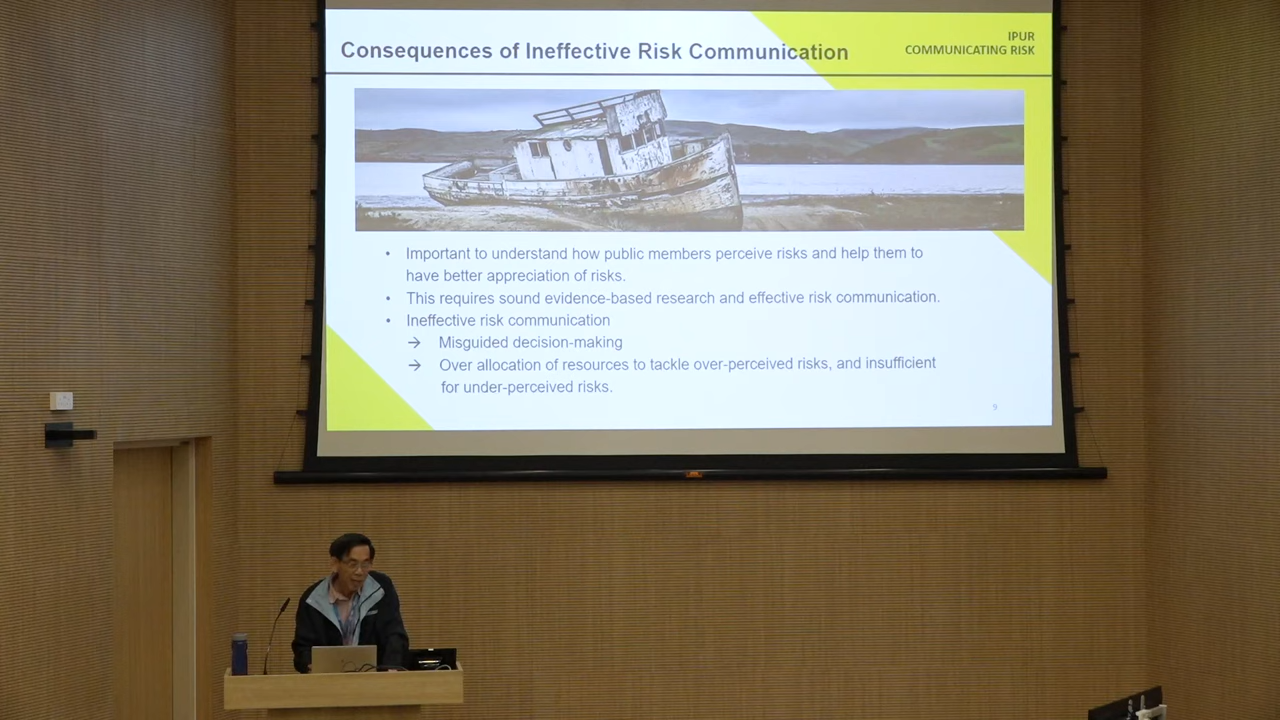 Consequences of Ineffective Risk Communication
IPUR
COMMUNICATING RISK
• Important to understand how public members perceive risks and help them to
have better appreciation of risks.
• This requires sound evidence-based research and effective risk communication.
• Ineffective risk communication
→ Misguided decision-making
→ Over allocation of resources to tackle over-perceived risks, and insufficient
for under-perceived risks.
9